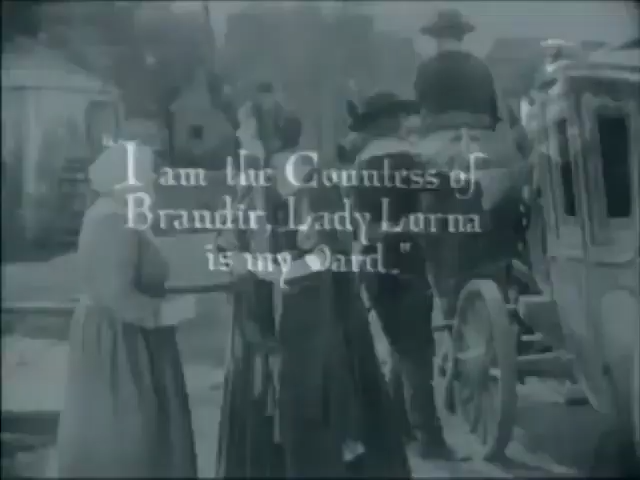 "I am the Countess of
Brandir, Lady Lorna
is my ward."